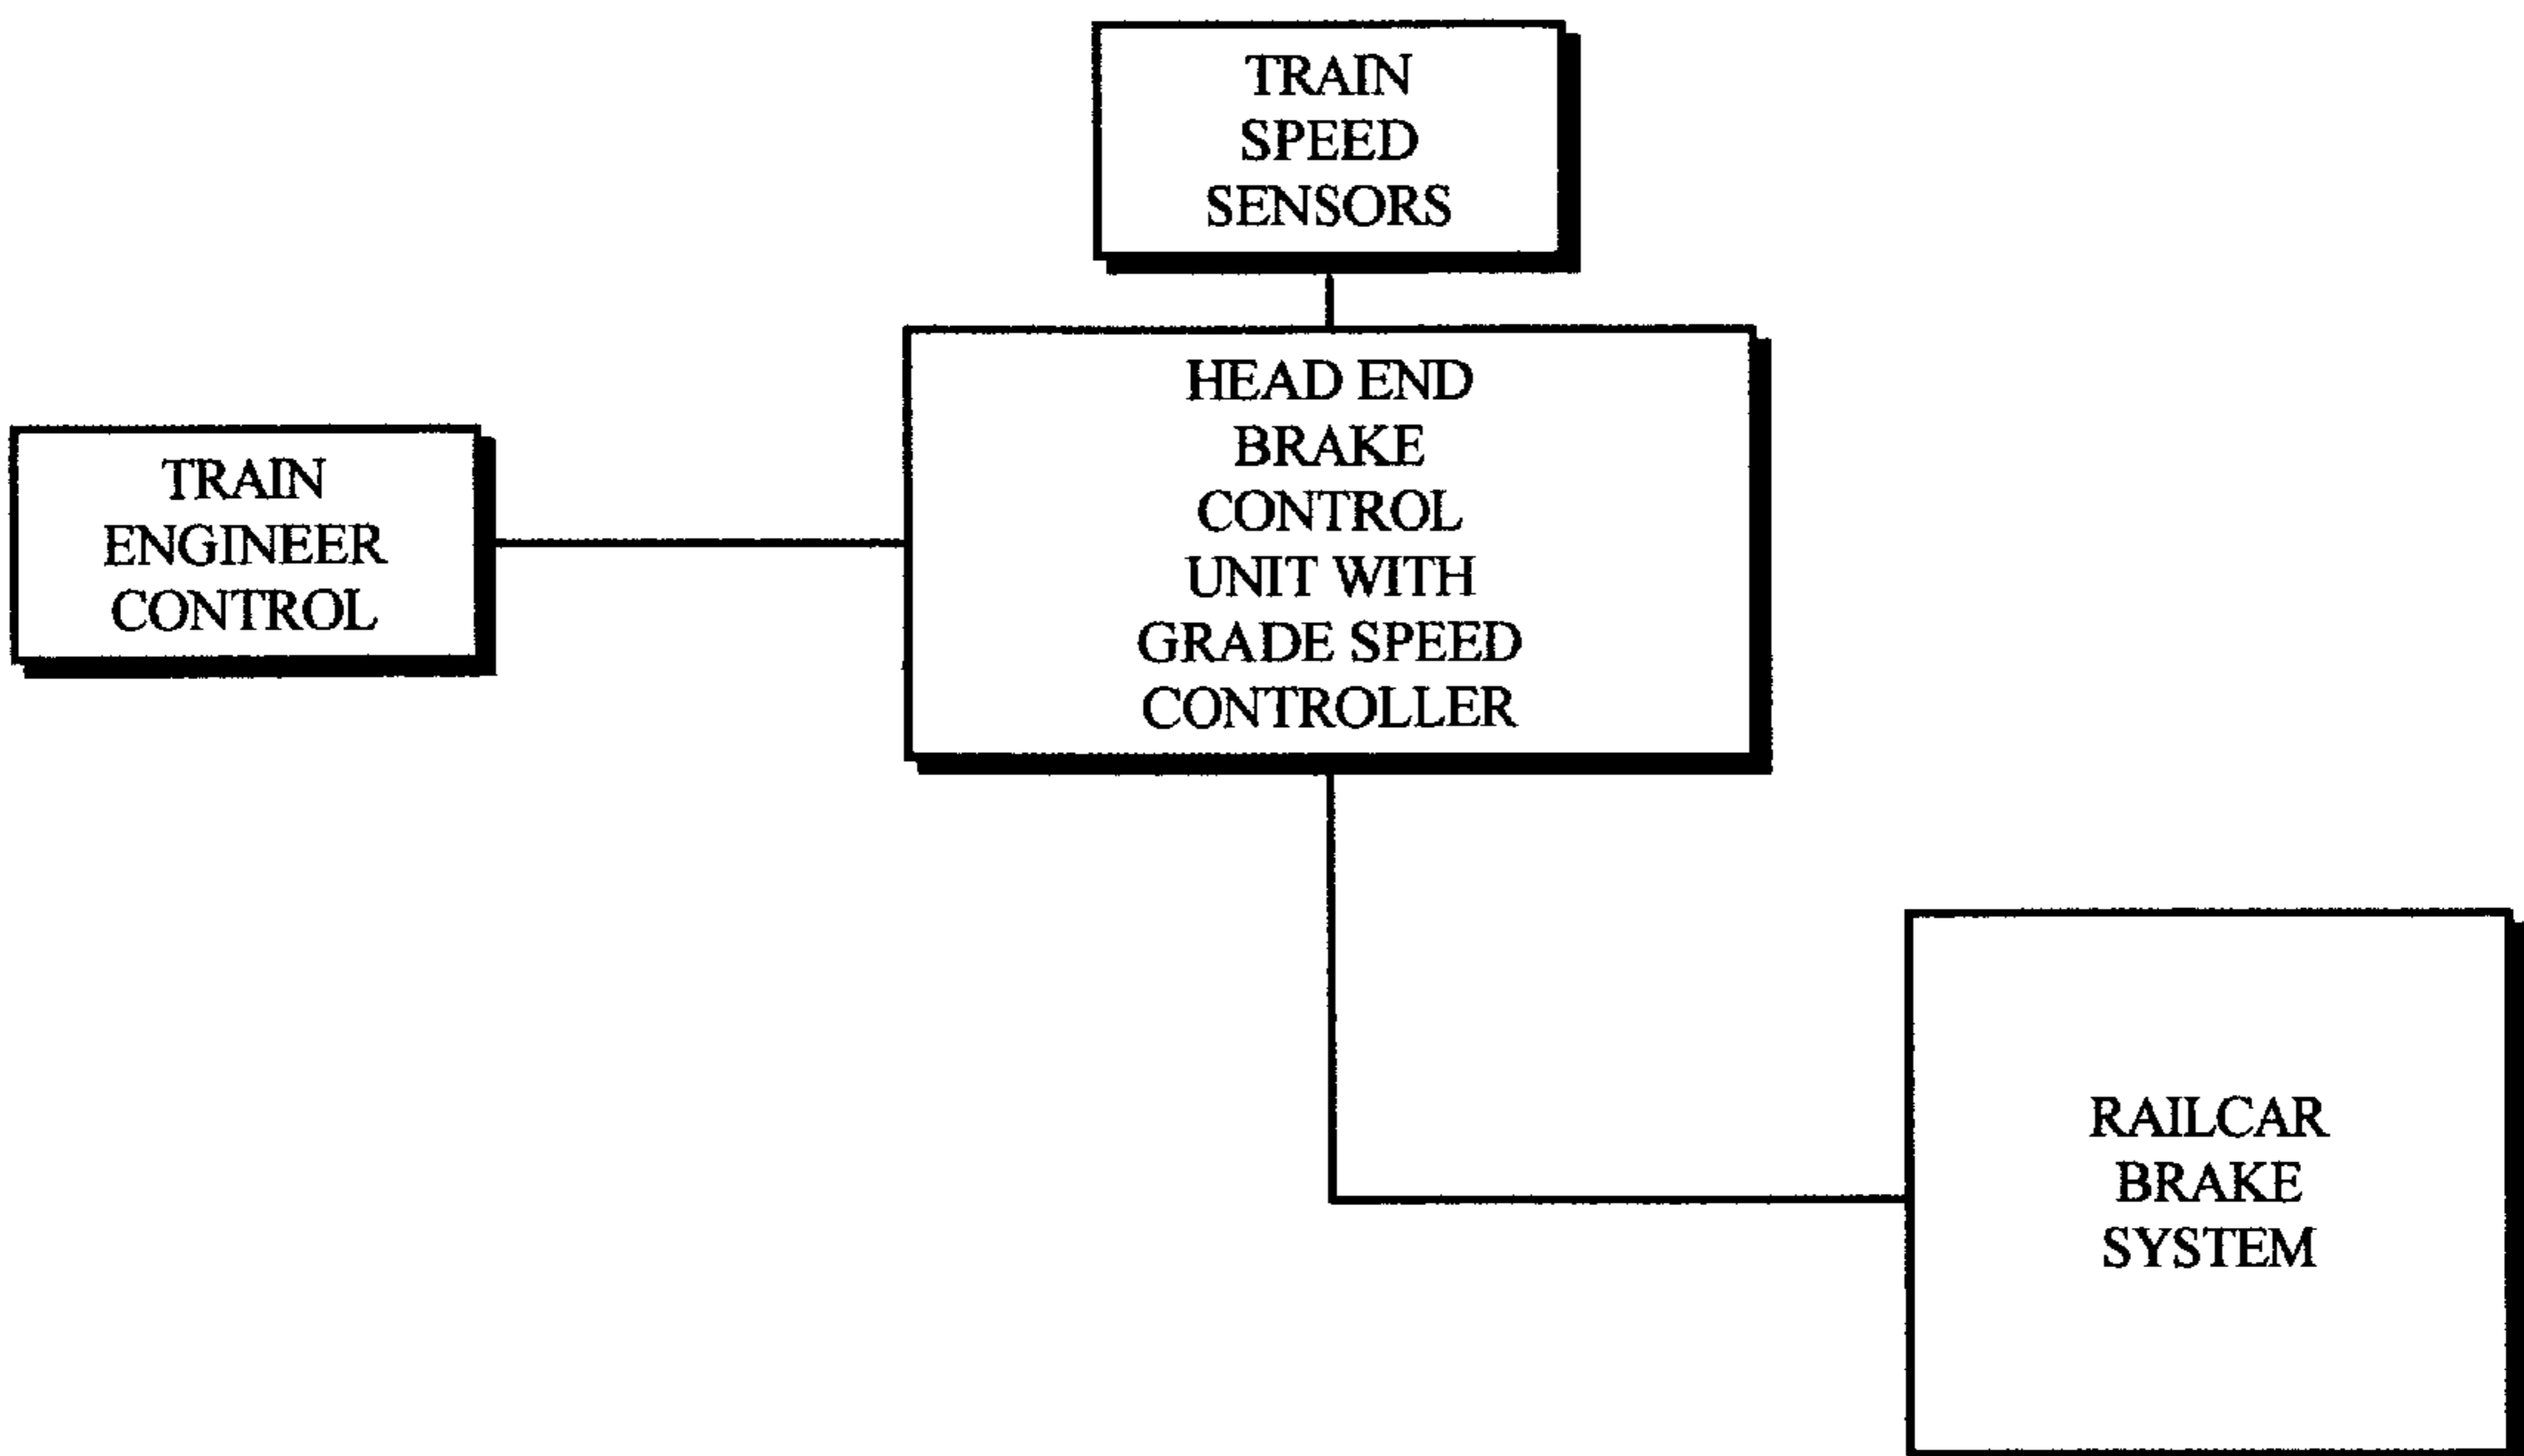 TRAIN
SPEED
SENSORS
HEAD END
BRAKE
CONTROL
UNIT WITH
GRADE SPEED
CONTROLLER
TRAIN
ENGINEER
CONTROL
RAILCAR
BRAKE
SYSTEM